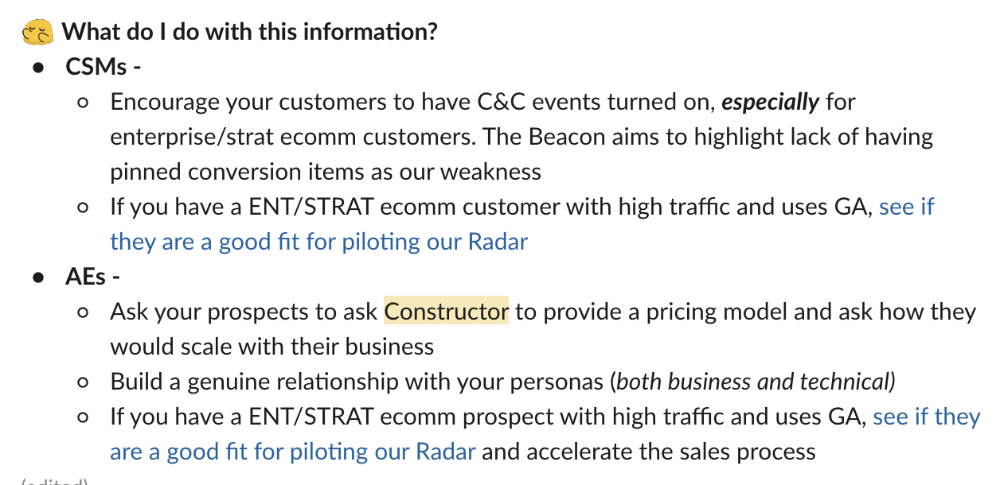 What do I do with this information?
● CSMs -
○ Encourage your customers to have C&C events turned on, especially for
enterprise/strat ecomm customers. The Beacon aims to highlight lack of having
pinned conversion items as our weakness
○ If you have a ENT/STRAT ecomm customer with high traffic and uses GA, see if
they are a good fit for piloting our Radar
● AEs -
○ Ask your prospects to ask Constructor to provide a pricing model and ask how they
would scale with their business
○ Build a genuine relationship with your personas (both business and technical)
○ If you have a ENT/STRAT ecomm prospect with high traffic and uses GA, see if they
are a good fit for piloting our Radar and accelerate the sales process
(edited)